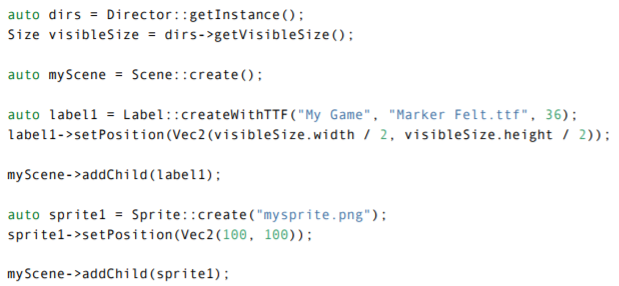 auto dirs = Director::getInstance();
Size visibleSize = dirs->getVisibleSize();
auto myScene = Scene::create();
auto label1 = Label::createWithTTF("My Game", "Marker Felt.ttf", 36);
label1->setPosition(Vec2(visibleSize.width / 2, visibleSize.height / 2));
myScene->addChild(label1);
auto sprite1 = Sprite::create("mysprite.png");
sprite1->setPosition(Vec2(100, 100));
myScene->addChild(sprite1);